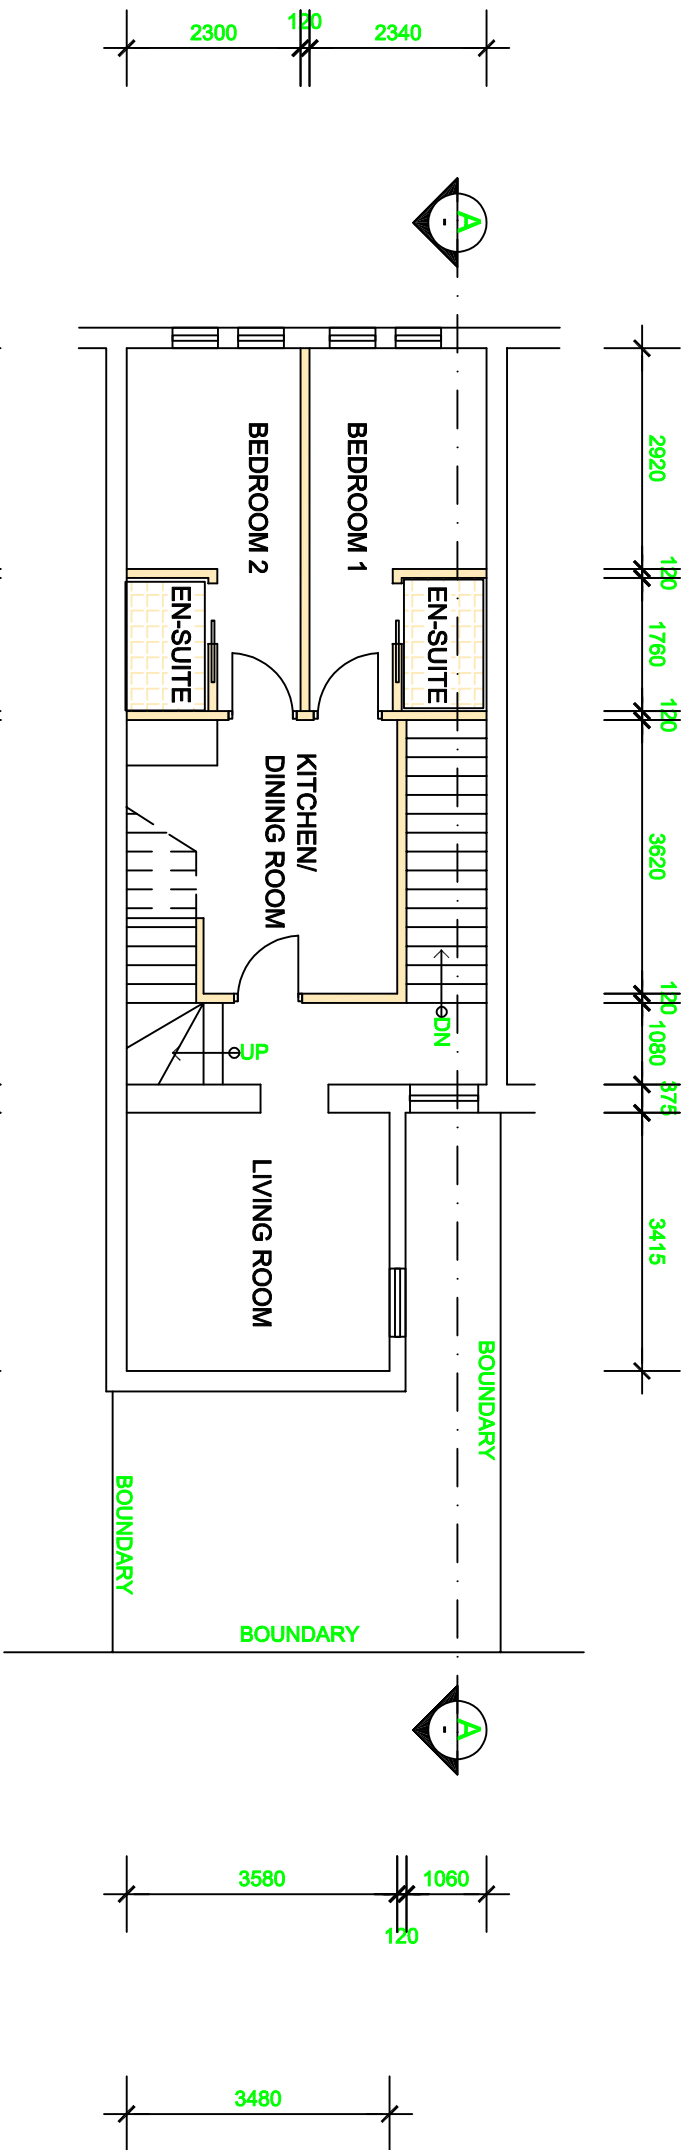 2300
120
2340
A
-
2920
120
1760
120
3620
120
1080
375
3415
BEDROOM 2
BEDROOM 1
EN-SUITE
EN-SUITE
KITCHEN/
DINING ROOM
DN
UP
LIVING ROOM
BOUNDARY
BOUNDARY
BOUNDARY
A
-
3580
1060
120
3480